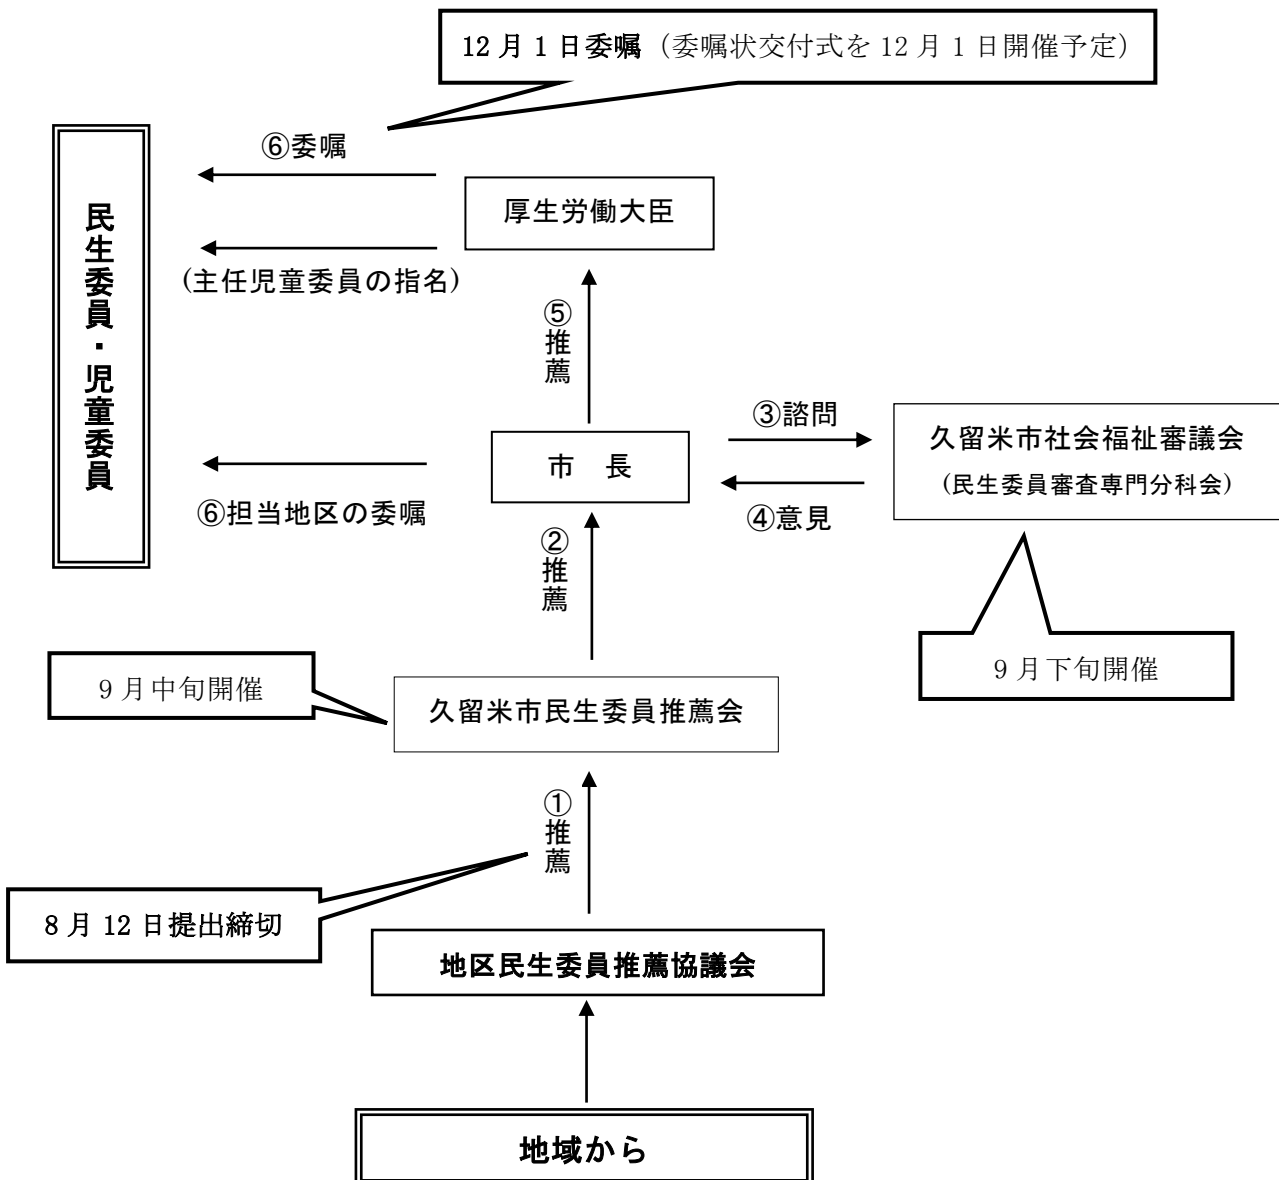 12月1日委嘱（委嘱状交付式を12月1日開催予定）
⑥委嘱
厚生労働大臣
(主任児童委員の指名)
民生委員・児童委員
⑤推薦
③諮問
久留米市社会福祉審議会
(民生委員審査専門分科会)
市　長
④意見
⑥担当地区の委嘱
②推薦
9月下旬開催
9月中旬開催
久留米市民生委員推薦会
①推薦
8月12日提出締切
地区民生委員推薦協議会
地域から